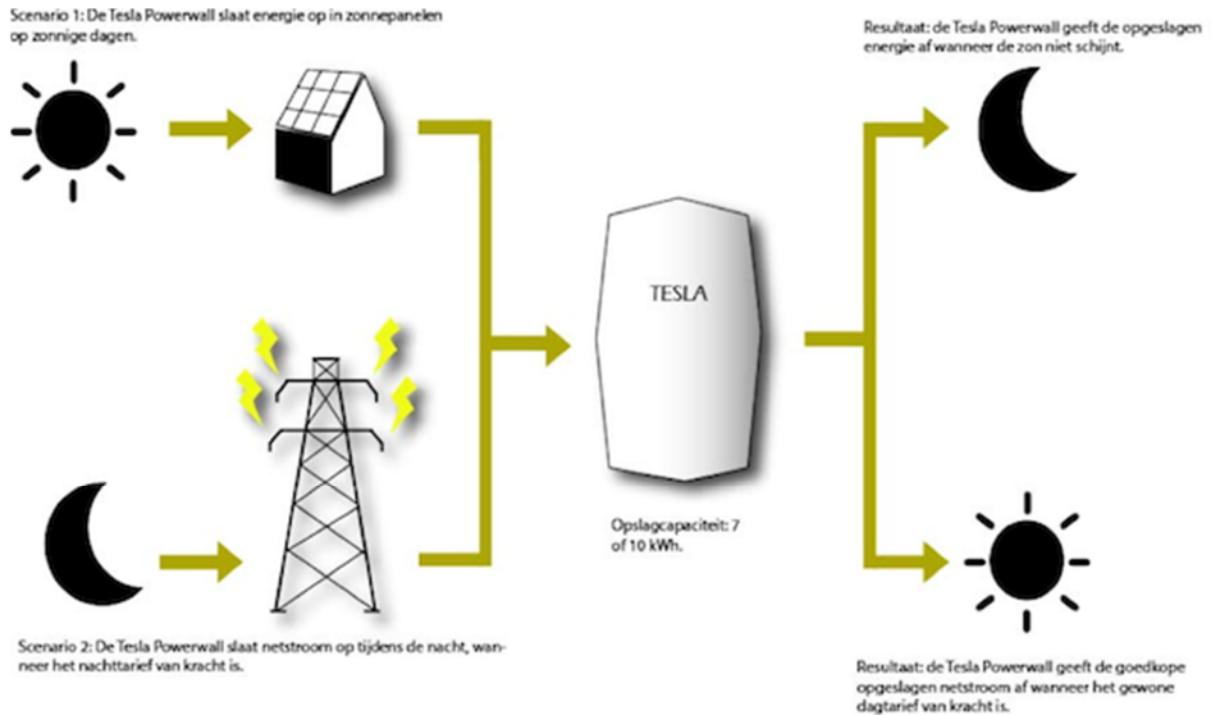 Scenario 1: De Tesla Powerwall slaat energie op in zonnepanelen
op zonnige dagen.
Resultaat: de Tesla Powerwall geeft de opgeslagen
energie af wanneer de zon niet schijnt.
TESLA
Opslagcapaciteit: 7
of 10 kWh.
Scenario 2: De Tesla Powerwall slaat netstroom op tijdens de nacht, wan-
neer het nachttarief van kracht is.
Resultaat: de Tesla Powerwall geeft de goedkope
opgeslagen netstroom af wanneer het gewone
dagtarief van kracht is.